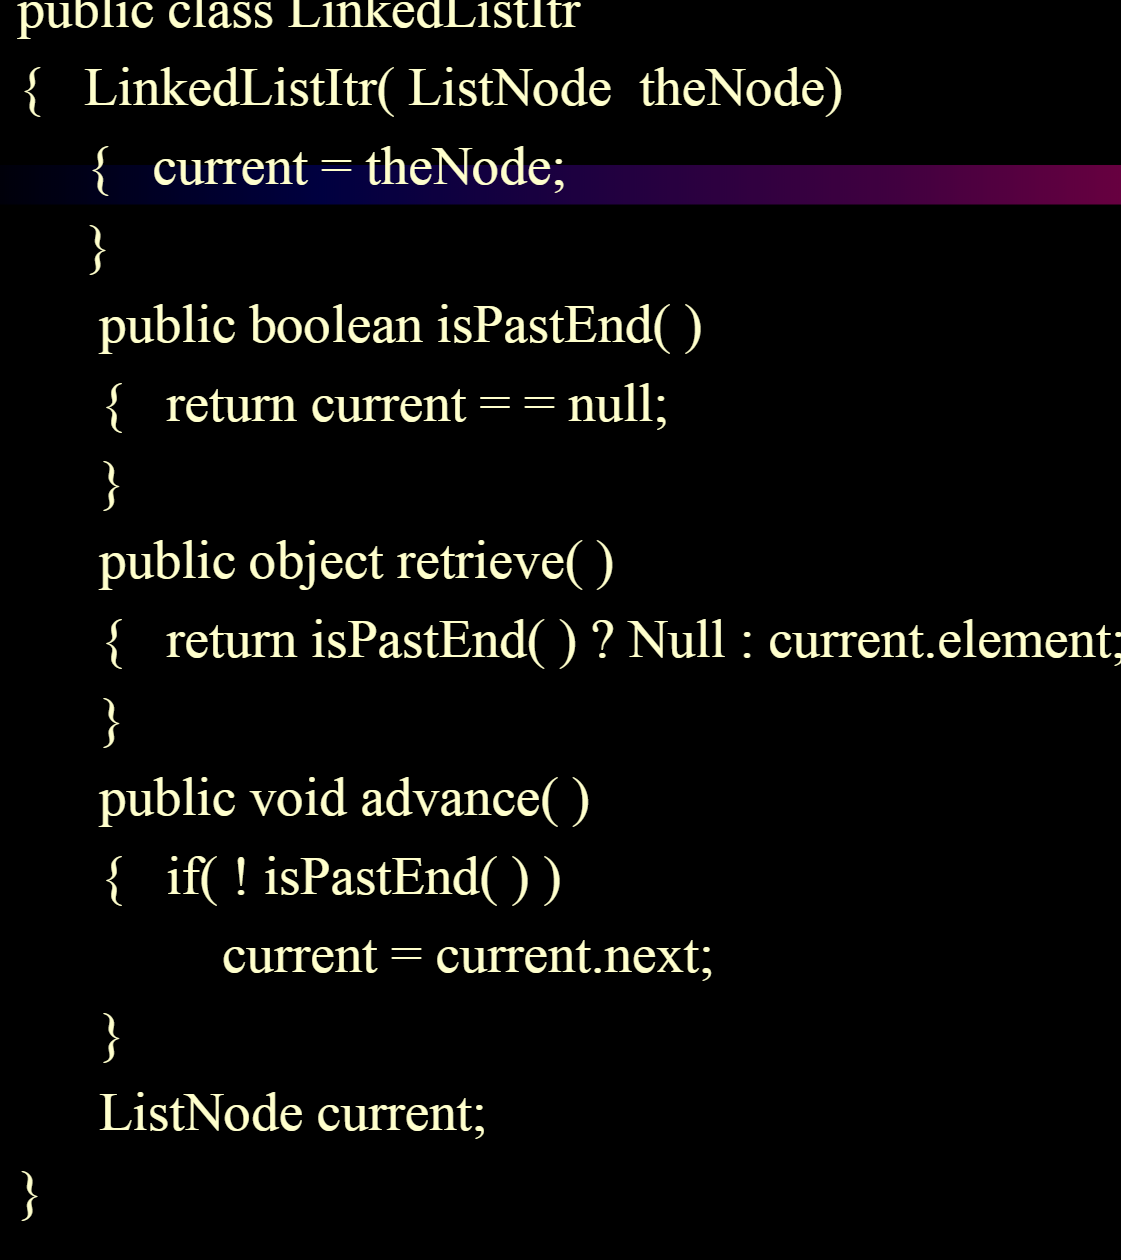 public class LinkedListItr
{ LinkedListItr( ListNode theNode)
{ current = theNode;
}
public boolean isPastEnd( )
{ return current = = null;
}
public object retrieve( )
{ return isPastEnd( ) ? Null : current.element;
}
public void advance( )
{ if( ! isPastEnd( ) )
current = current.next;
}
ListNode current;
}